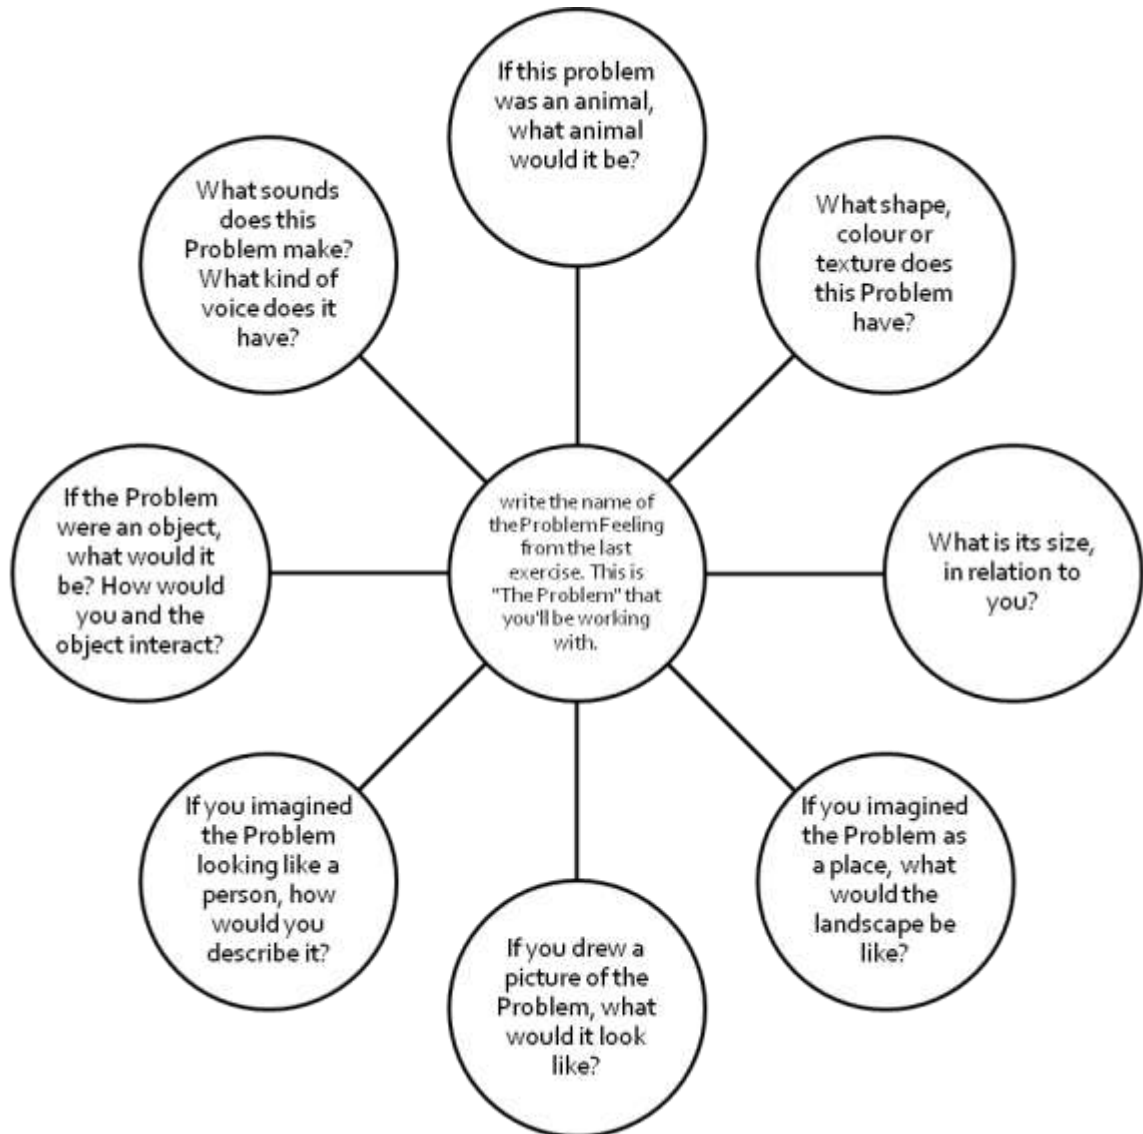 If this problem
was an animal,
what animal
would it be?
What shape,
colour or
texture does
this Problem
have?
What is its size,
in relation to
you?
If you imagined
the Problem as
a place, what
would the
landscape be
like?
If you drew a
picture of the
Problem, what
would it look
like?
If you imagined
the Problem
looking like a
person, how
would you
describe it?
If the Problem
were an object,
what would it
be? How would
you and the
object interact?
What sounds
does this
Problem make?
What kind of
voice does it
have?
write the name of
the Problem Feeling
from the last
exercise. This is
"The Problem" that
you'll be working
with.